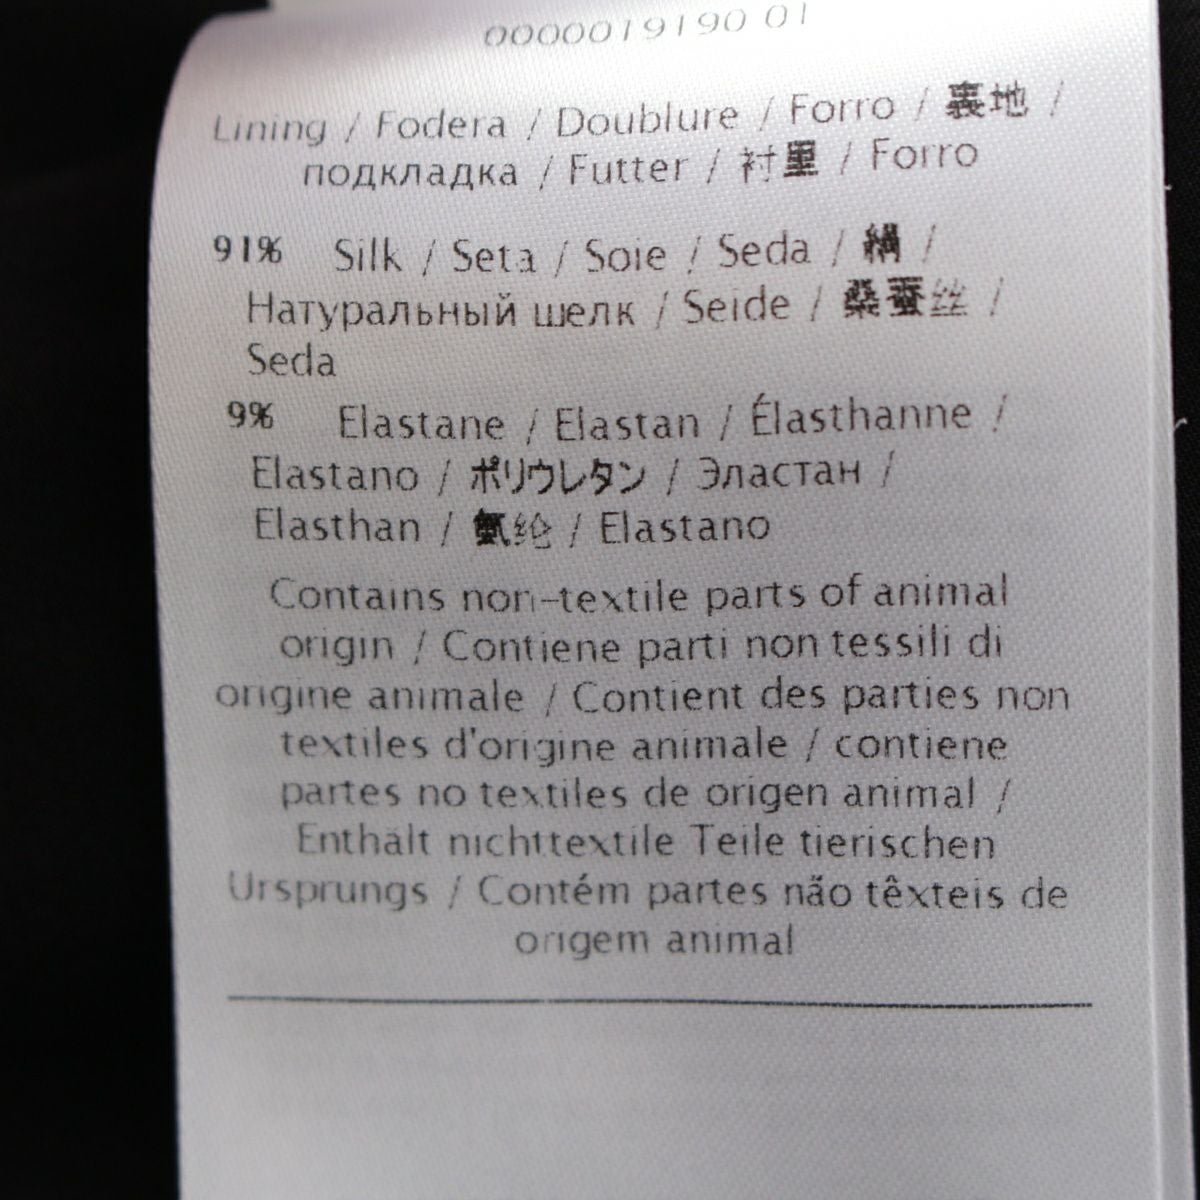 0000019190 01
Lining / Fodera / Doublure / Forro / 裏地 /
подкладка / Futter / 衬里 / Forro
91% Silk / Seta / Soie / Seda / 絹 /
Натуральный шелк / Seide / 桑蚕丝 /
Seda
9% Elastane / Elastan / Élasthanne /
Elastano / ポリウレタン / Эластан /
Elasthan / 氨纶 / Elastano
Contains non-textile parts of animal
origin / Contiene parti non tessili di
origine animale / Contient des parties non
textiles d'origine animale / contiene
partes no textiles de origen animal /
Enthält nichttextile Teile tierischen
Ursprungs / Contém partes não têxteis de
origem animal